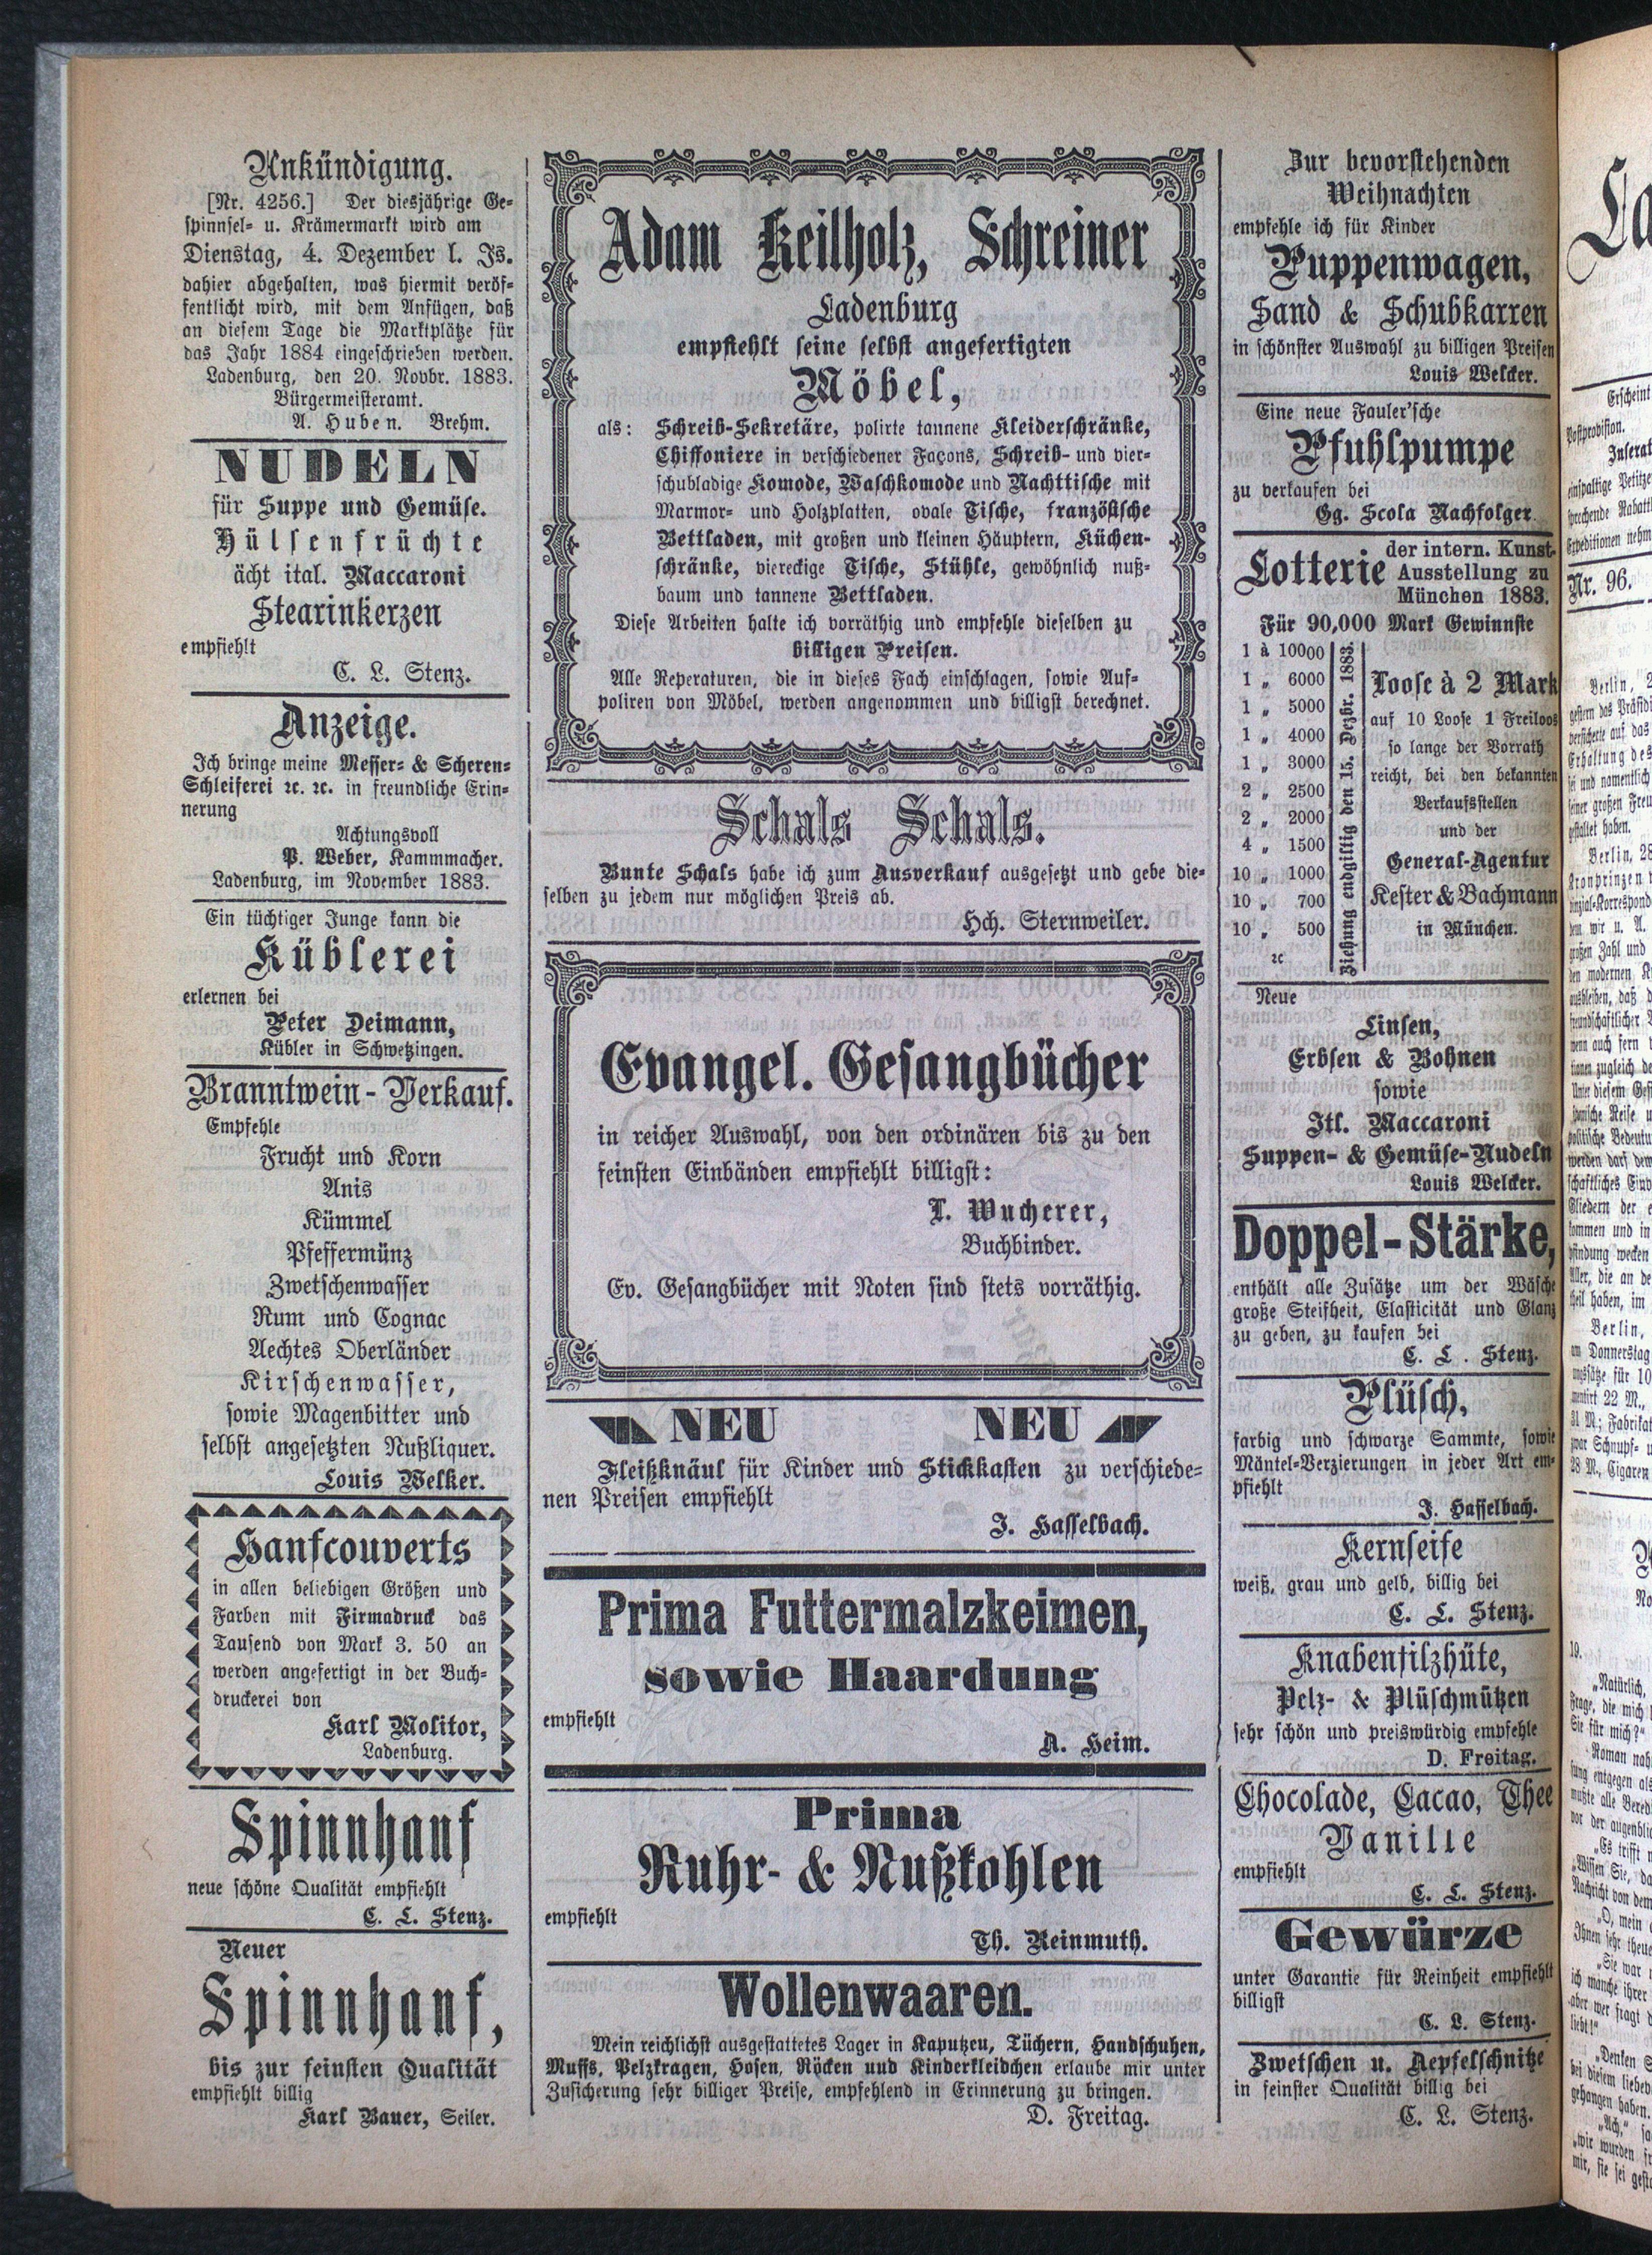 Ankündigung.
[Nr. 4256.] Der diesjährige Ge-
spinnsel- u. Krämermarkt wird am
Dienstag, 4. Dezember l. Js.
dahier abgehalten, was hiermit veröf-
fentlicht wird, mit dem Anfügen, daß
an diesem Tage die Marktplätze für
das Jahr 1884 eingeschrieben werden.
Ladenburg, den 20. Novbr. 1883.
Bürgermeisteramt.
A. Huben. Brehm.
NUDELN
für Suppe und Gemüse.
Hülsenfrüchte
ächt ital. Maccaroni
Stearinkerzen
empfiehlt
C. L. Stenz.
Anzeige.
Ich bringe meine Messer- & Scheren-
Schleiferei ꝛc. ꝛc. in freundliche Erin-
nerung
Achtungsvoll
P. Weber, Kammmacher.
Ladenburg, im November 1883.
Ein tüchtiger Junge kann die
Küblerei
erlernen bei
Peter Deimann,
Kübler in Schwetzingen.
Branntwein-Verkauf.
Empfehle
Frucht und Korn
Anis
Kümmel
Pfeffermünz
Zwetschenwasser
Rum und Cognac
Aechtes Oberländer
Kirschenwasser,
sowie Magenbitter und
selbst angesetzten Nußliquer.
Louis Welker.
Hanfcouverts
in allen beliebigen Größen und
Farben mit Firmadruck das
Tausend von Mark 3. 50 an
werden angefertigt in der Buch-
druckerei von
Karl Molitor,
Ladenburg.
Spinnhanf
neue schöne Qualität empfiehlt
C. L. Stenz.
Neuer
Spinnhanf,
bis zur feinsten Qualität
empfiehlt billig
Karl Bauer, Seiler.
Adam Keilholz, Schreiner
Ladenburg
empfiehlt seine selbst angefertigten
Möbel,
als: Schreib-Sekretäre, polirte tannene Kleiderschränke,
Chiffoniere in verschiedener Façons, Schreib- und vier-
schubladige Komode, Waschkomode und Nachttische mit
Marmor- und Holzplatten, ovale Tische, französische
Bettladen, mit großen und kleinen Häuptern, Küchen-
schränke, viereckige Tische, Stühle, gewöhnlich nuß-
baum und tannene Bettladen.
Diese Arbeiten halte ich vorräthig und empfehle dieselben zu
billigen Preisen.
Alle Reperaturen, die in dieses Fach einschlagen, sowie Auf-
poliren von Möbel, werden angenommen und billigst berechnet.
Schals Schals.
Bunte Schals habe ich zum Ausverkauf ausgesetzt und gebe die-
selben zu jedem nur möglichen Preis ab.
Hch. Sternweiler.
Evangel. Gesangbücher
in reicher Auswahl, von den ordinären bis zu den
feinsten Einbänden empfiehlt billigst:
L. Wucherer,
Buchbinder.
Ev. Gesangbücher mit Noten sind stets vorräthig.
NEU NEU
Fleißknäul für Kinder und Stickkasten zu verschiede-
nen Preisen empfiehlt
J. Hasselbach.
Prima Futtermalzkeimen,
sowie Haardung
empfiehlt
A. Heim.
Prima
Ruhr- & Nußkohlen
empfiehlt
Th. Reinmuth.
Wollenwaaren.
Mein reichlichst ausgestattetes Lager in Kaputzen, Tüchern, Handschuhen,
Muffs, Pelzkragen, Hosen, Röcken und Kinderkleidchen erlaube mir unter
Zusicherung sehr billiger Preise, empfehlend in Erinnerung zu bringen.
D. Freitag.
Zur bevorstehenden
Weihnachten
empfehle ich für Kinder
Puppenwagen,
Sand & Schubkarren
in schönster Auswahl zu billigen Preisen
Louis Welcker.
Eine neue Fauler'sche
Pfuhlpumpe
zu verkaufen bei
Gg. Scola Nachfolger.
Lotterie der intern. Kunst-
Ausstellung zu
München 1883.
Für 90,000 Mark Gewinnste
1 à 10000
1 „ 6000
1 „ 5000
1 „ 4000
1 „ 3000
2 „ 2500
2 „ 2000
4 „ 1500
10 „ 1000
10 „ 700
10 „ 500
ꝛc
Ziehung endgiltig den 15. Dezbr. 1883.
Loose à 2 Mark
auf 10 Loose 1 Freiloos
so lange der Vorrath
reicht, bei den bekannten
Verkaufsstellen
und der
General-Agentur
Kester & Bachmann
in München.
Neue
Linsen,
Erbsen & Bohnen
sowie
Itl. Maccaroni
Suppen- & Gemüse-Nudeln
Louis Welcker.
Doppel-Stärke,
enthält alle Zusätze um der Wäsche
große Steifheit, Elasticität und Glanz
zu geben, zu kaufen bei
C. L. Stenz.
Plüsch,
farbig und schwarze Sammte, sowie
Mäntel-Verzierungen in jeder Art em-
pfiehlt
J. Hasselbach.
Kernseife
weiß, grau und gelb, billig bei
C. L. Stenz.
Knabenfilzhüte,
Pelz- & Plüschmützen
sehr schön und preiswürdig empfehle
D. Freitag.
Chocolade, Cacao, Thee
Vanille
empfiehlt
C. L. Stenz.
Gewürze
unter Garantie für Reinheit empfiehlt
billigst
C. L. Stenz.
Zwetschen u. Aepfelschnitze
in feinster Qualität billig bei
C. L. Stenz.
Nr. 96.